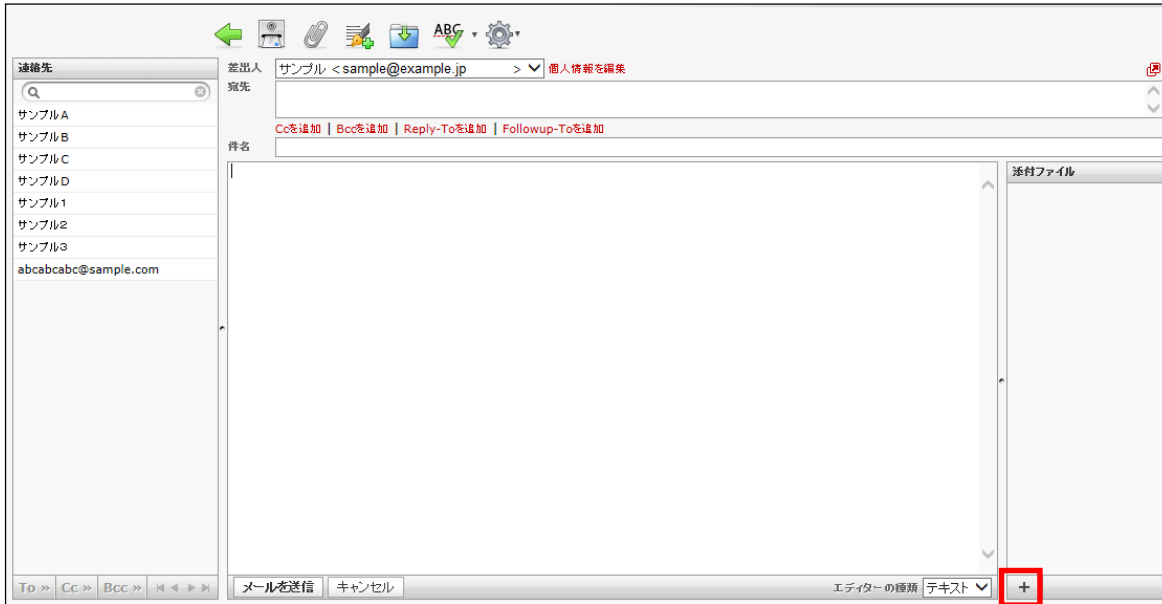 ABC
連絡先
差出人 サンプル <sample@example.jp > 個人情報を編集
宛先
サンプルA
サンプルB
Ccを追加 | Bccを追加 | Reply-Toを追加 | Followup-Toを追加
件名
サンプルC
サンプルD
サンプル1
サンプル2
サンプル3
abcabcabc@sample.com
添付ファイル
To » Cc » Bcc »
メールを送信 キャンセル エディターの種類 テキスト +